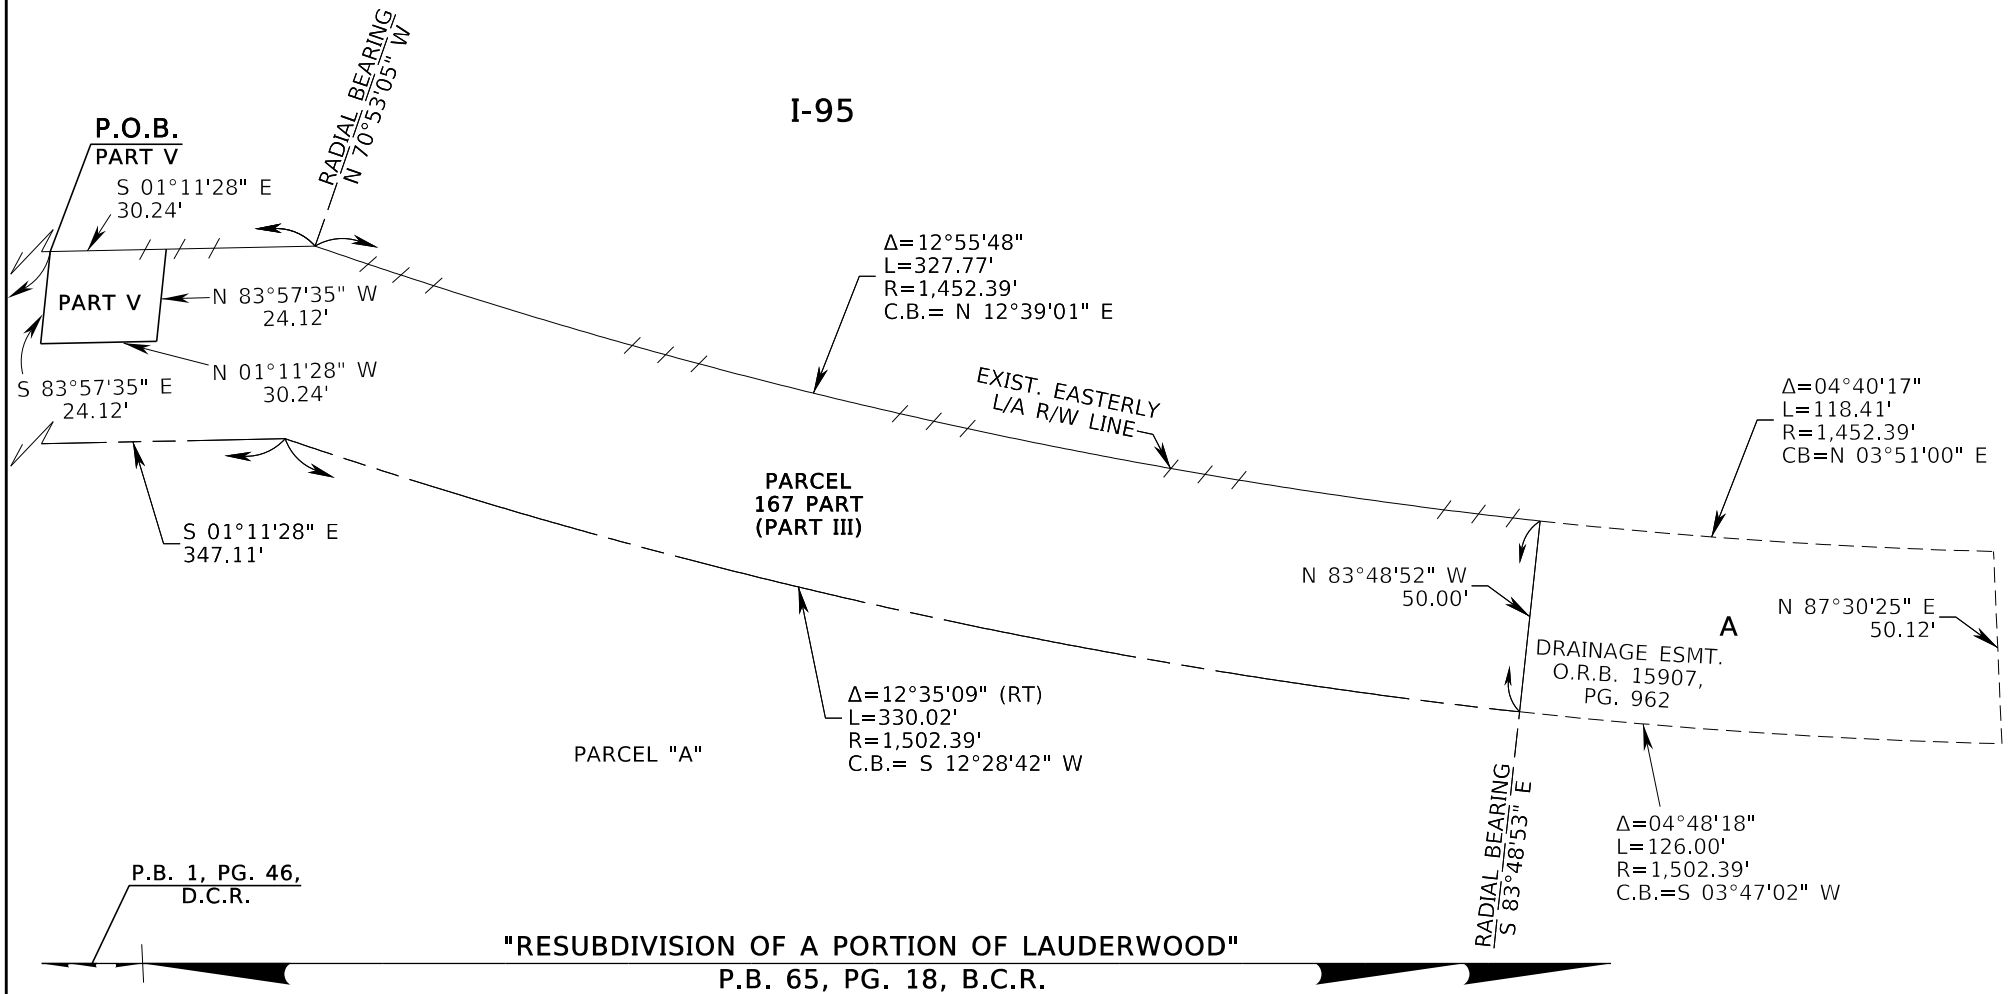 RADIAL BEARING
N 70°53'05" W
I-95
P.O.B.
PART V
S 01°11'28" E
30.24'
PART V
N 83°57'35" W
24.12'
N 01°11'28" W
30.24'
S 83°57'35" E
24.12'
S 01°11'28" E
347.11'
Δ=12°55'48"
L=327.77'
R=1,452.39'
C.B.= N 12°39'01" E
EXIST. EASTERLY
L/A R/W LINE
Δ=04°40'17"
L=118.41'
R=1,452.39'
CB=N 03°51'00" E
PARCEL
167 PART
(PART III)
N 83°48'52" W
50.00'
A
N 87°30'25" E
50.12'
DRAINAGE ESMT.
O.R.B. 15907,
PG. 962
Δ=12°35'09" (RT)
L=330.02'
R=1,502.39'
C.B.= S 12°28'42" W
PARCEL "A"
RADIAL BEARING
S 83°48'53" E
Δ=04°48'18"
L=126.00'
R=1,502.39'
C.B.=S 03°47'02" W
P.B. 1, PG. 46,
D.C.R.
"RESUBDIVISION OF A PORTION OF LAUDERWOOD"
P.B. 65, PG. 18, B.C.R.